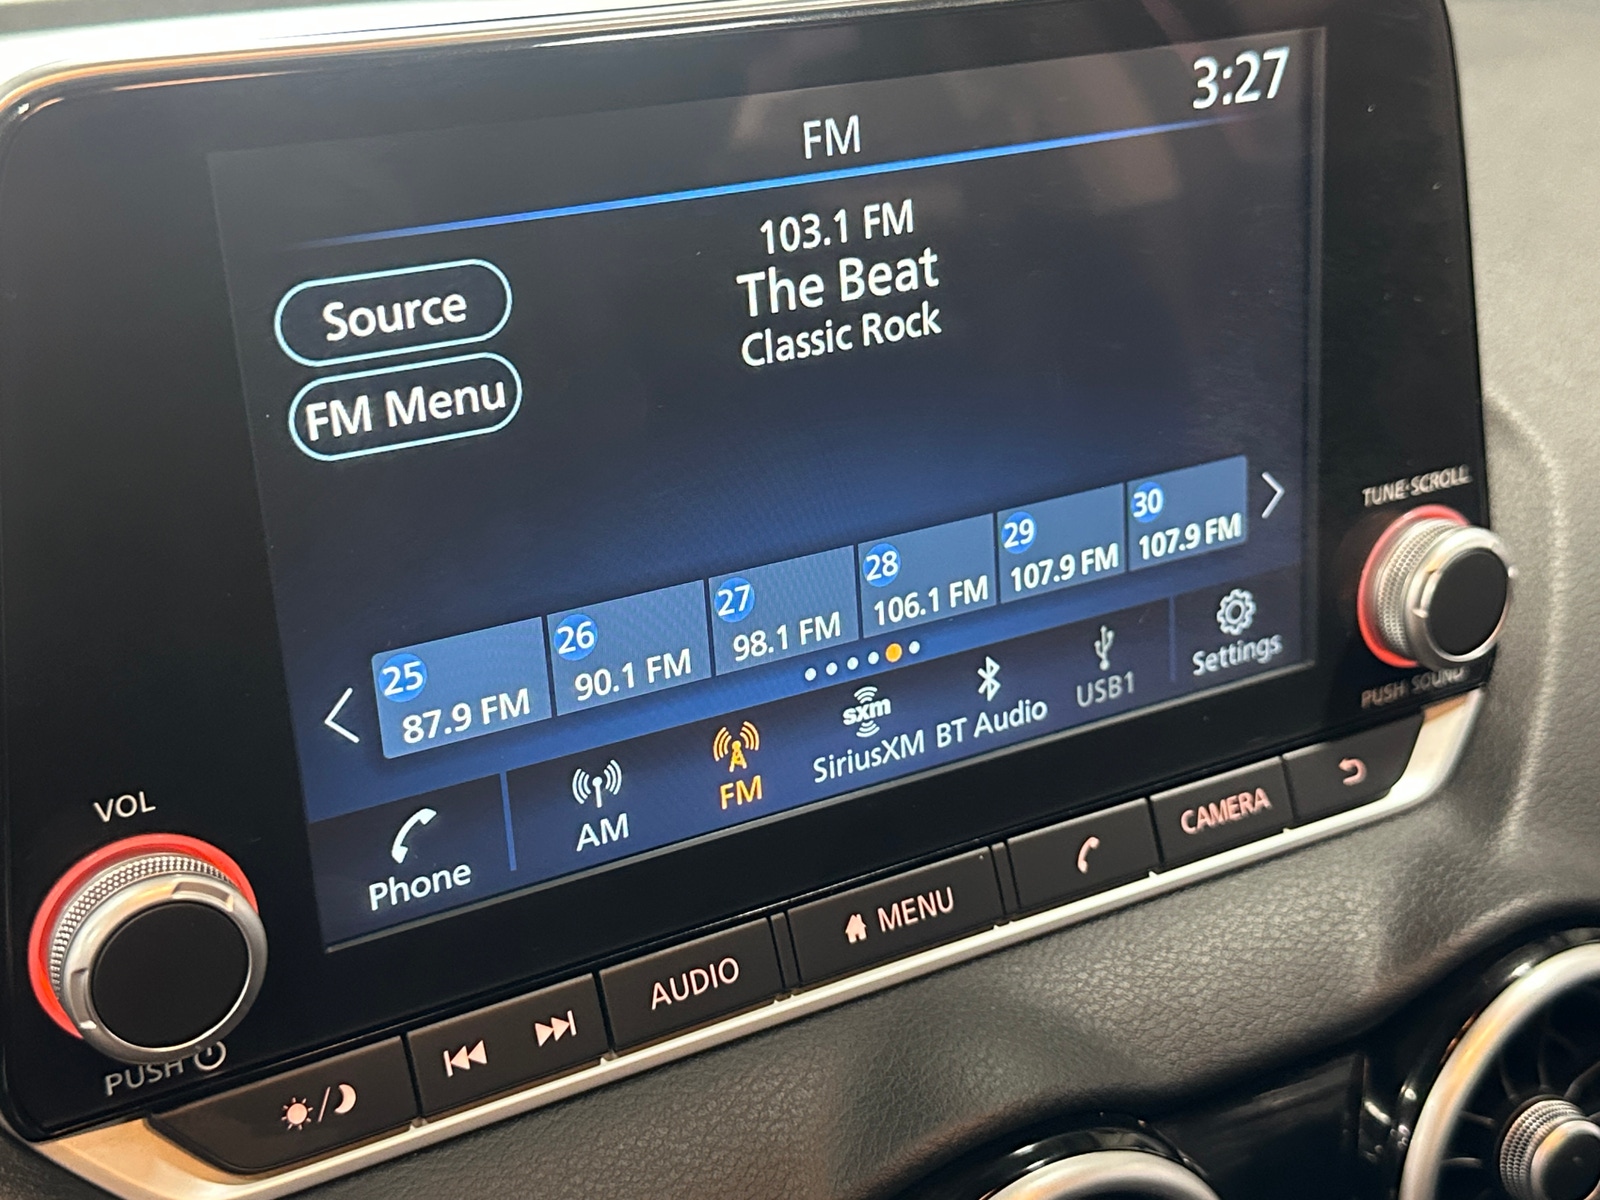 3:27
FM
103.1 FM
The Beat
Classic Rock
Source
FM Menu
25
87.9 FM
26
90.1 FM
27
98.1 FM
28
106.1 FM
29
107.9 FM
30
107.9 FM
Phone
AM
FM
sxm
SiriusXM
BT Audio
USB1
Settings
TUNE·SCROLL
PUSH SOUND
VOL
PUSH
AUDIO
MENU
CAMERA